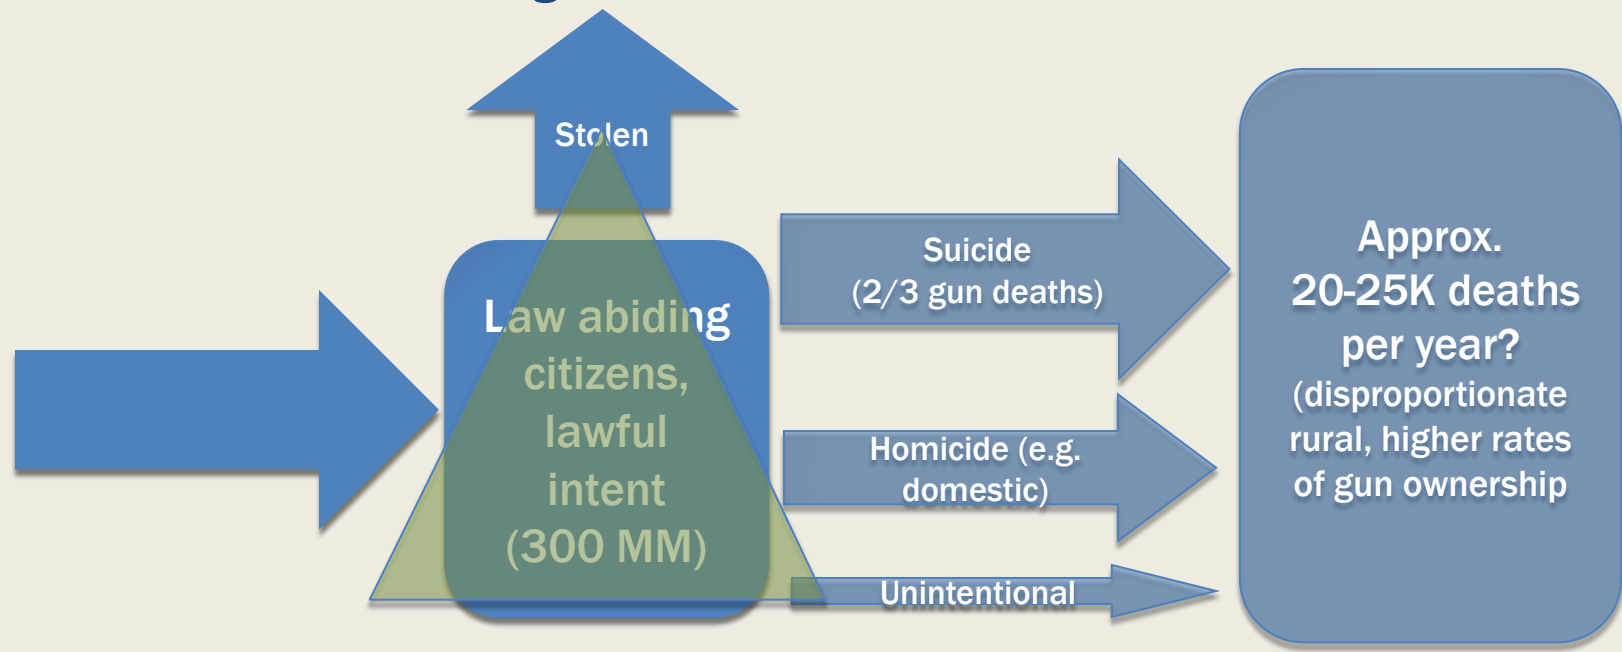 Stolen
Law abiding
citizens,
lawful
intent
(300 MM)
Suicide
(2/3 gun deaths)
Homicide (e.g.
domestic)
Unintentional
Approx.
20-25K deaths
per year?
(disproportionate
rural, higher rates
of gun ownership